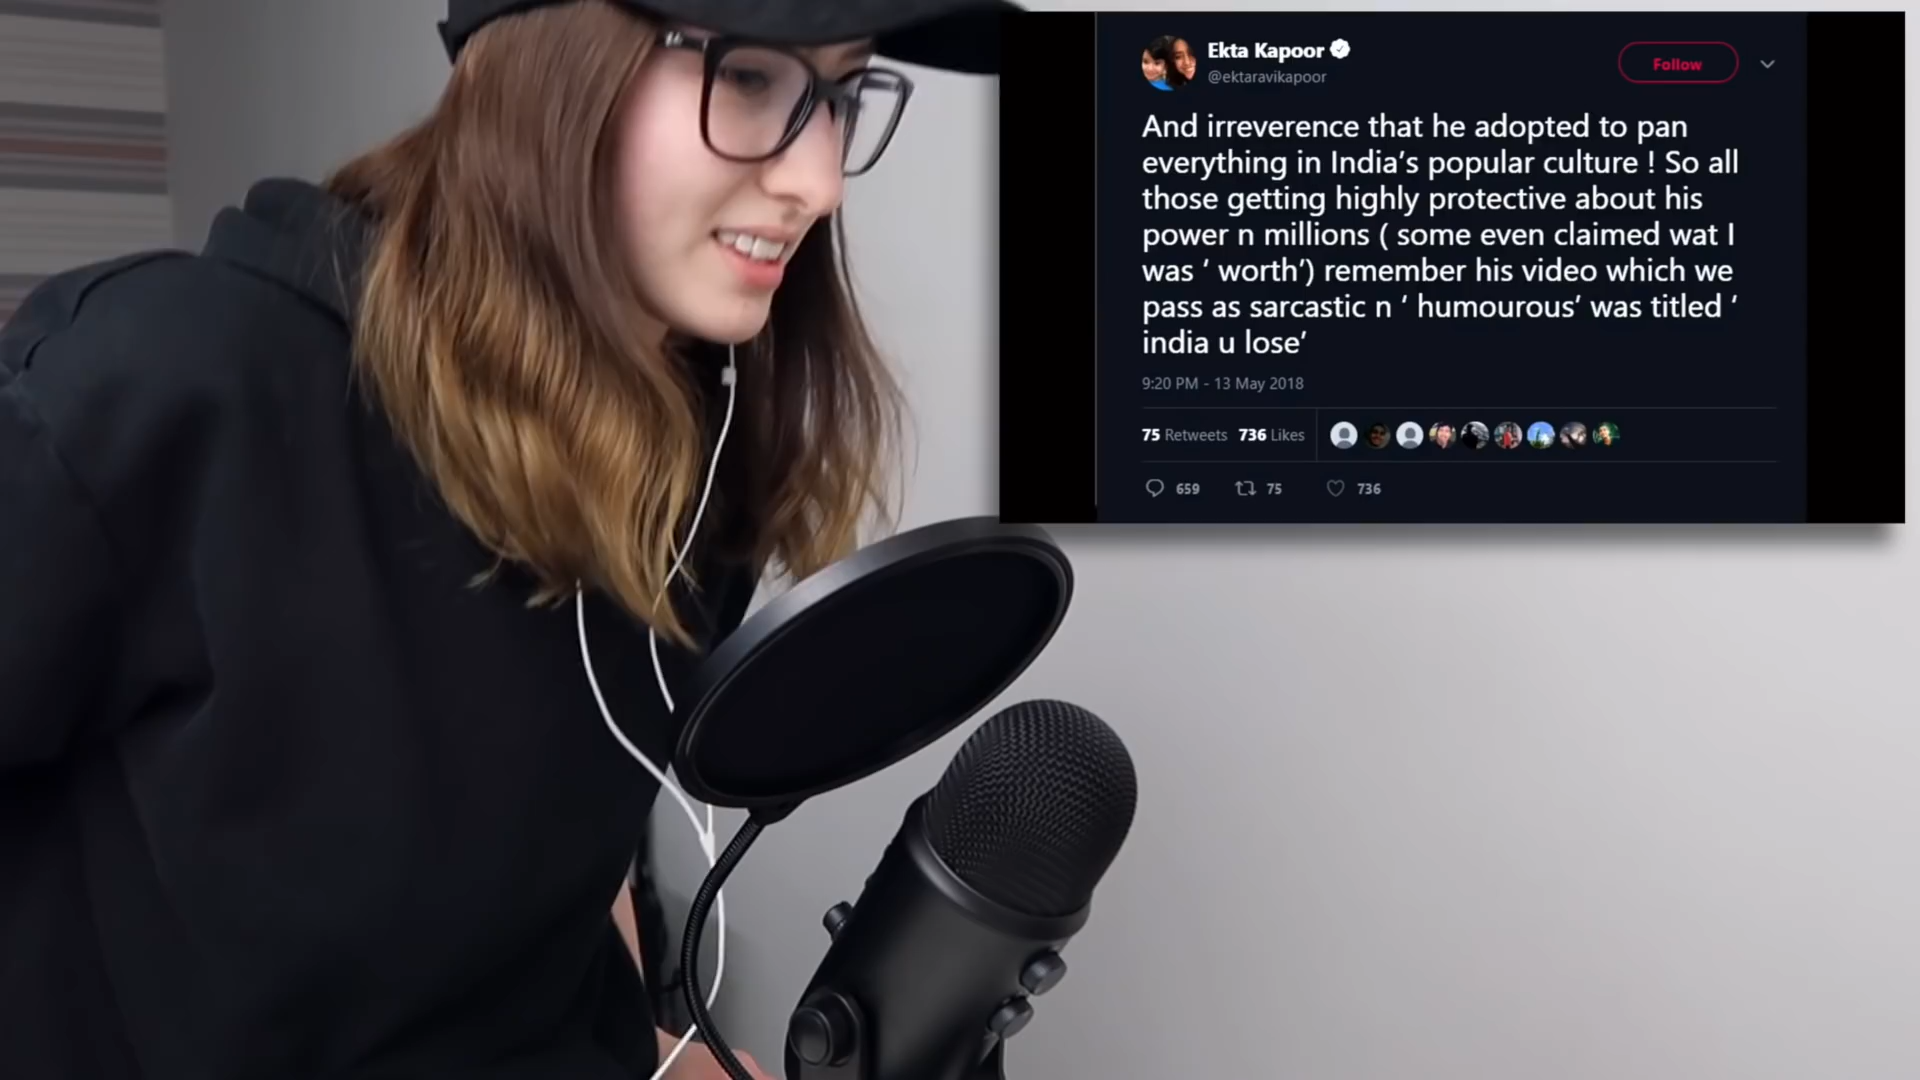 Ekta Kapoor
@ektaravikapoor
Follow
And irreverence that he adopted to pan
everything in India’s popular culture ! So all
those getting highly protective about his
power n millions ( some even claimed wat I
was ‘ worth’) remember his video which we
pass as sarcastic n ‘ humourous’ was titled ‘
india u lose’
9:20 PM - 13 May 2018
75 Retweets 736 Likes
659 75 736